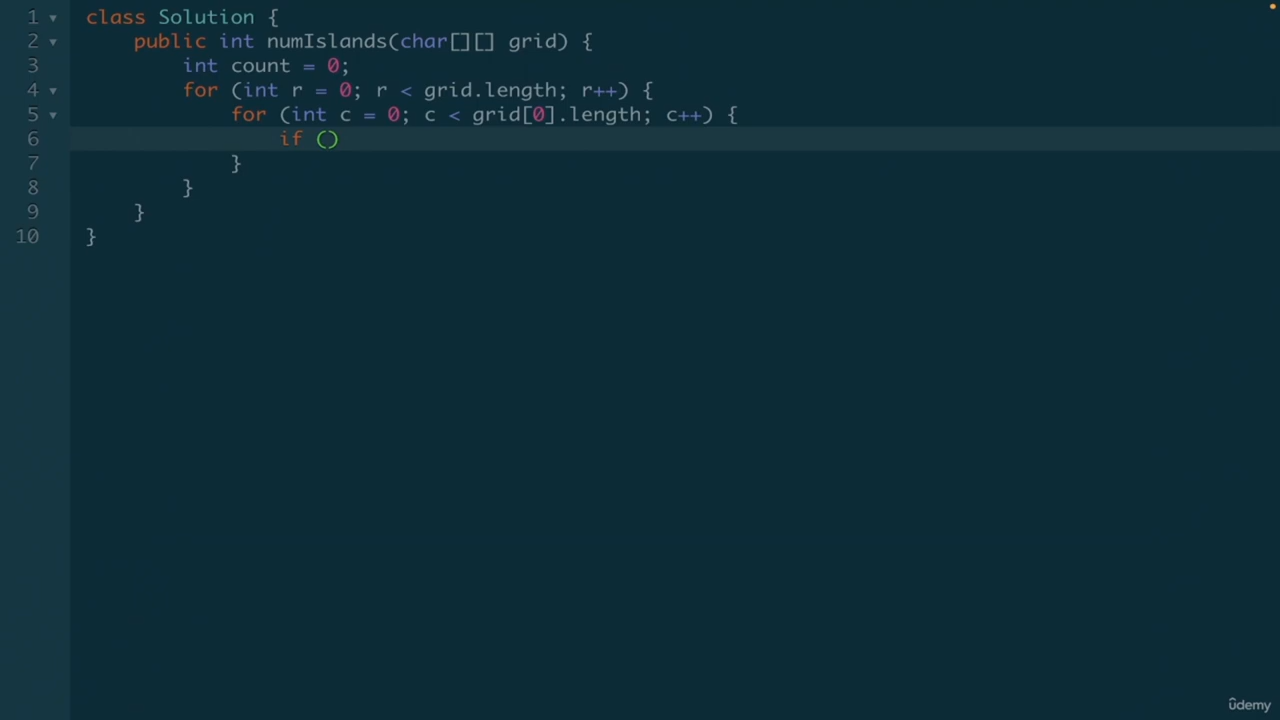 1 class Solution {
2 public int numIslands(char[][] grid) {
3 int count = 0;
4 for (int r = 0; r < grid.length; r++) {
5 for (int c = 0; c < grid[0].length; c++) {
6 if ()
7 }
8 }
9 }
10 }
ûdemy